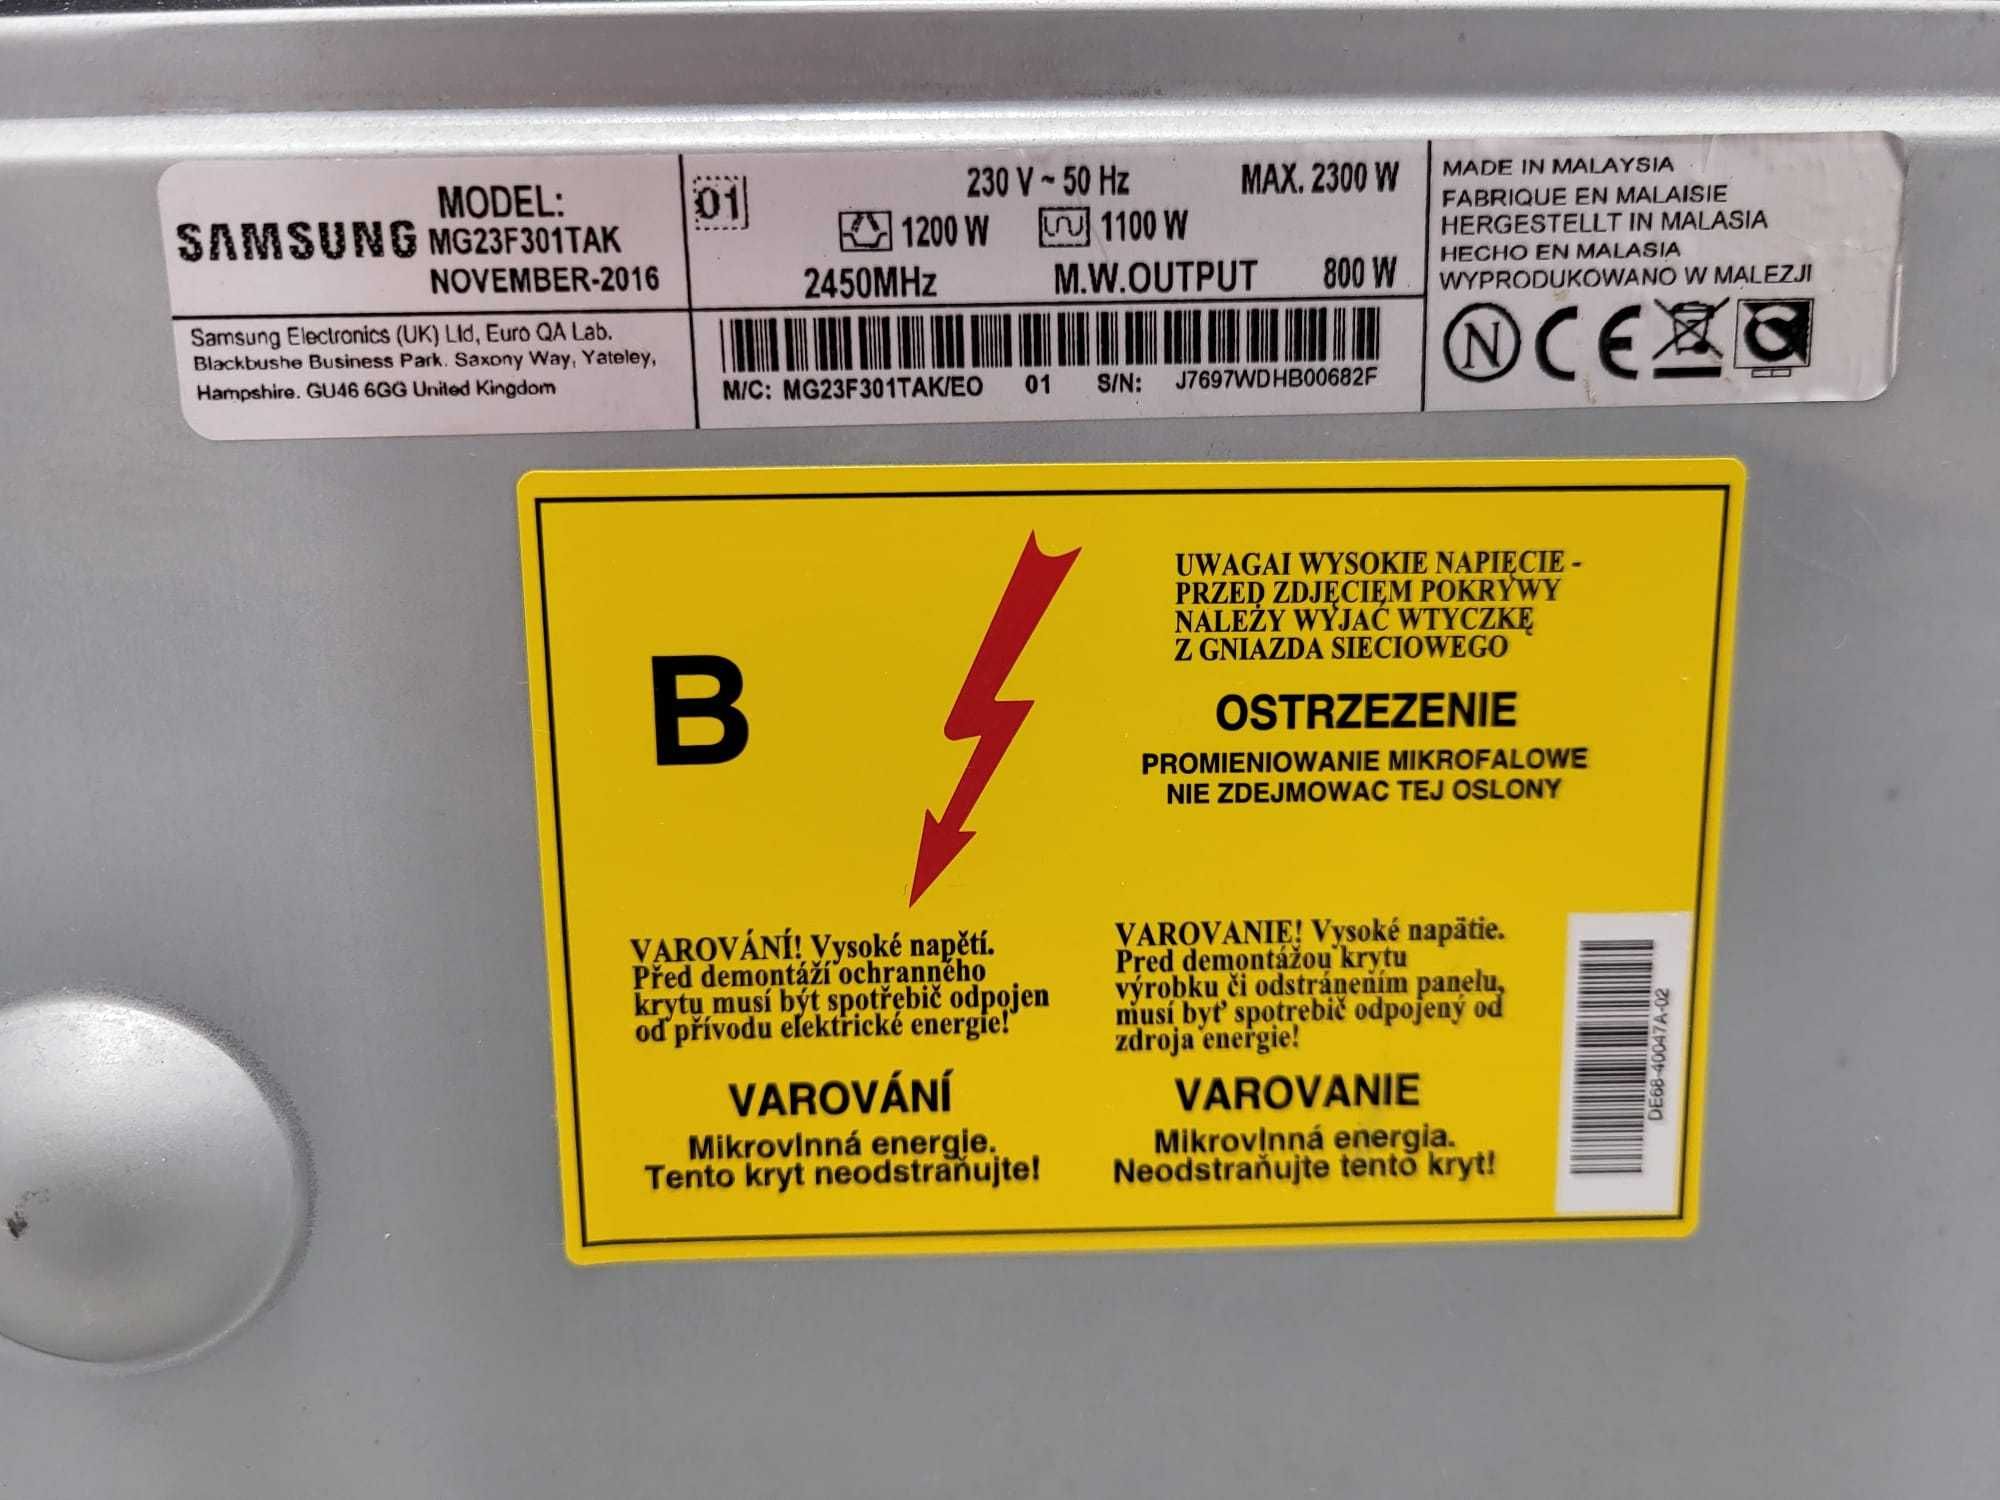 SAMSUNG
MODEL:
MG23F301TAK
NOVEMBER-2016
Samsung Electronics (UK) Ltd, Euro QA Lab.
Blackbushe Business Park. Saxony Way, Yateley,
Hampshire. GU46 6GG United Kingdom
01
230 V ~ 50 Hz MAX. 2300 W
1200 W 1100 W
2450MHz M.W.OUTPUT 800 W
M/C: MG23F301TAK/EO 01 S/N: J7697WDHB00682F
MADE IN MALAYSIA
FABRIQUE EN MALAISIE
HERGESTELLT IN MALASIA
HECHO EN MALASIA
WYPRODUKOWANO W MALEZJI
N CE
B
UWAGAI WYSOKIE NAPIĘCIE -
PRZED ZDJĘCIEM POKRYWY
NALEŻY WYJAĆ WTYCZKĘ
Z GNIAZDA SIECIOWEGO
OSTRZEZENIE
PROMIENIOWANIE MIKROFALOWE
NIE ZDEJMOWAC TEJ OSLONY
VAROVÁNÍ! Vysoké napětí.
Před demontáží ochranného
krytu musí být spotřebič odpojen
od přívodu elektrické energie!
VAROVÁNÍ
Mikrovlnná energie.
Tento kryt neodstraňujte!
VAROVANIE! Vysoké napätie.
Pred demontážou krytu
výrobku či odstránením panelu,
musí byť spotrebič odpojený od
zdroja energie!
VAROVANIE
Mikrovlnná energia.
Neodstraňujte tento kryt!
DE68-40047A-02